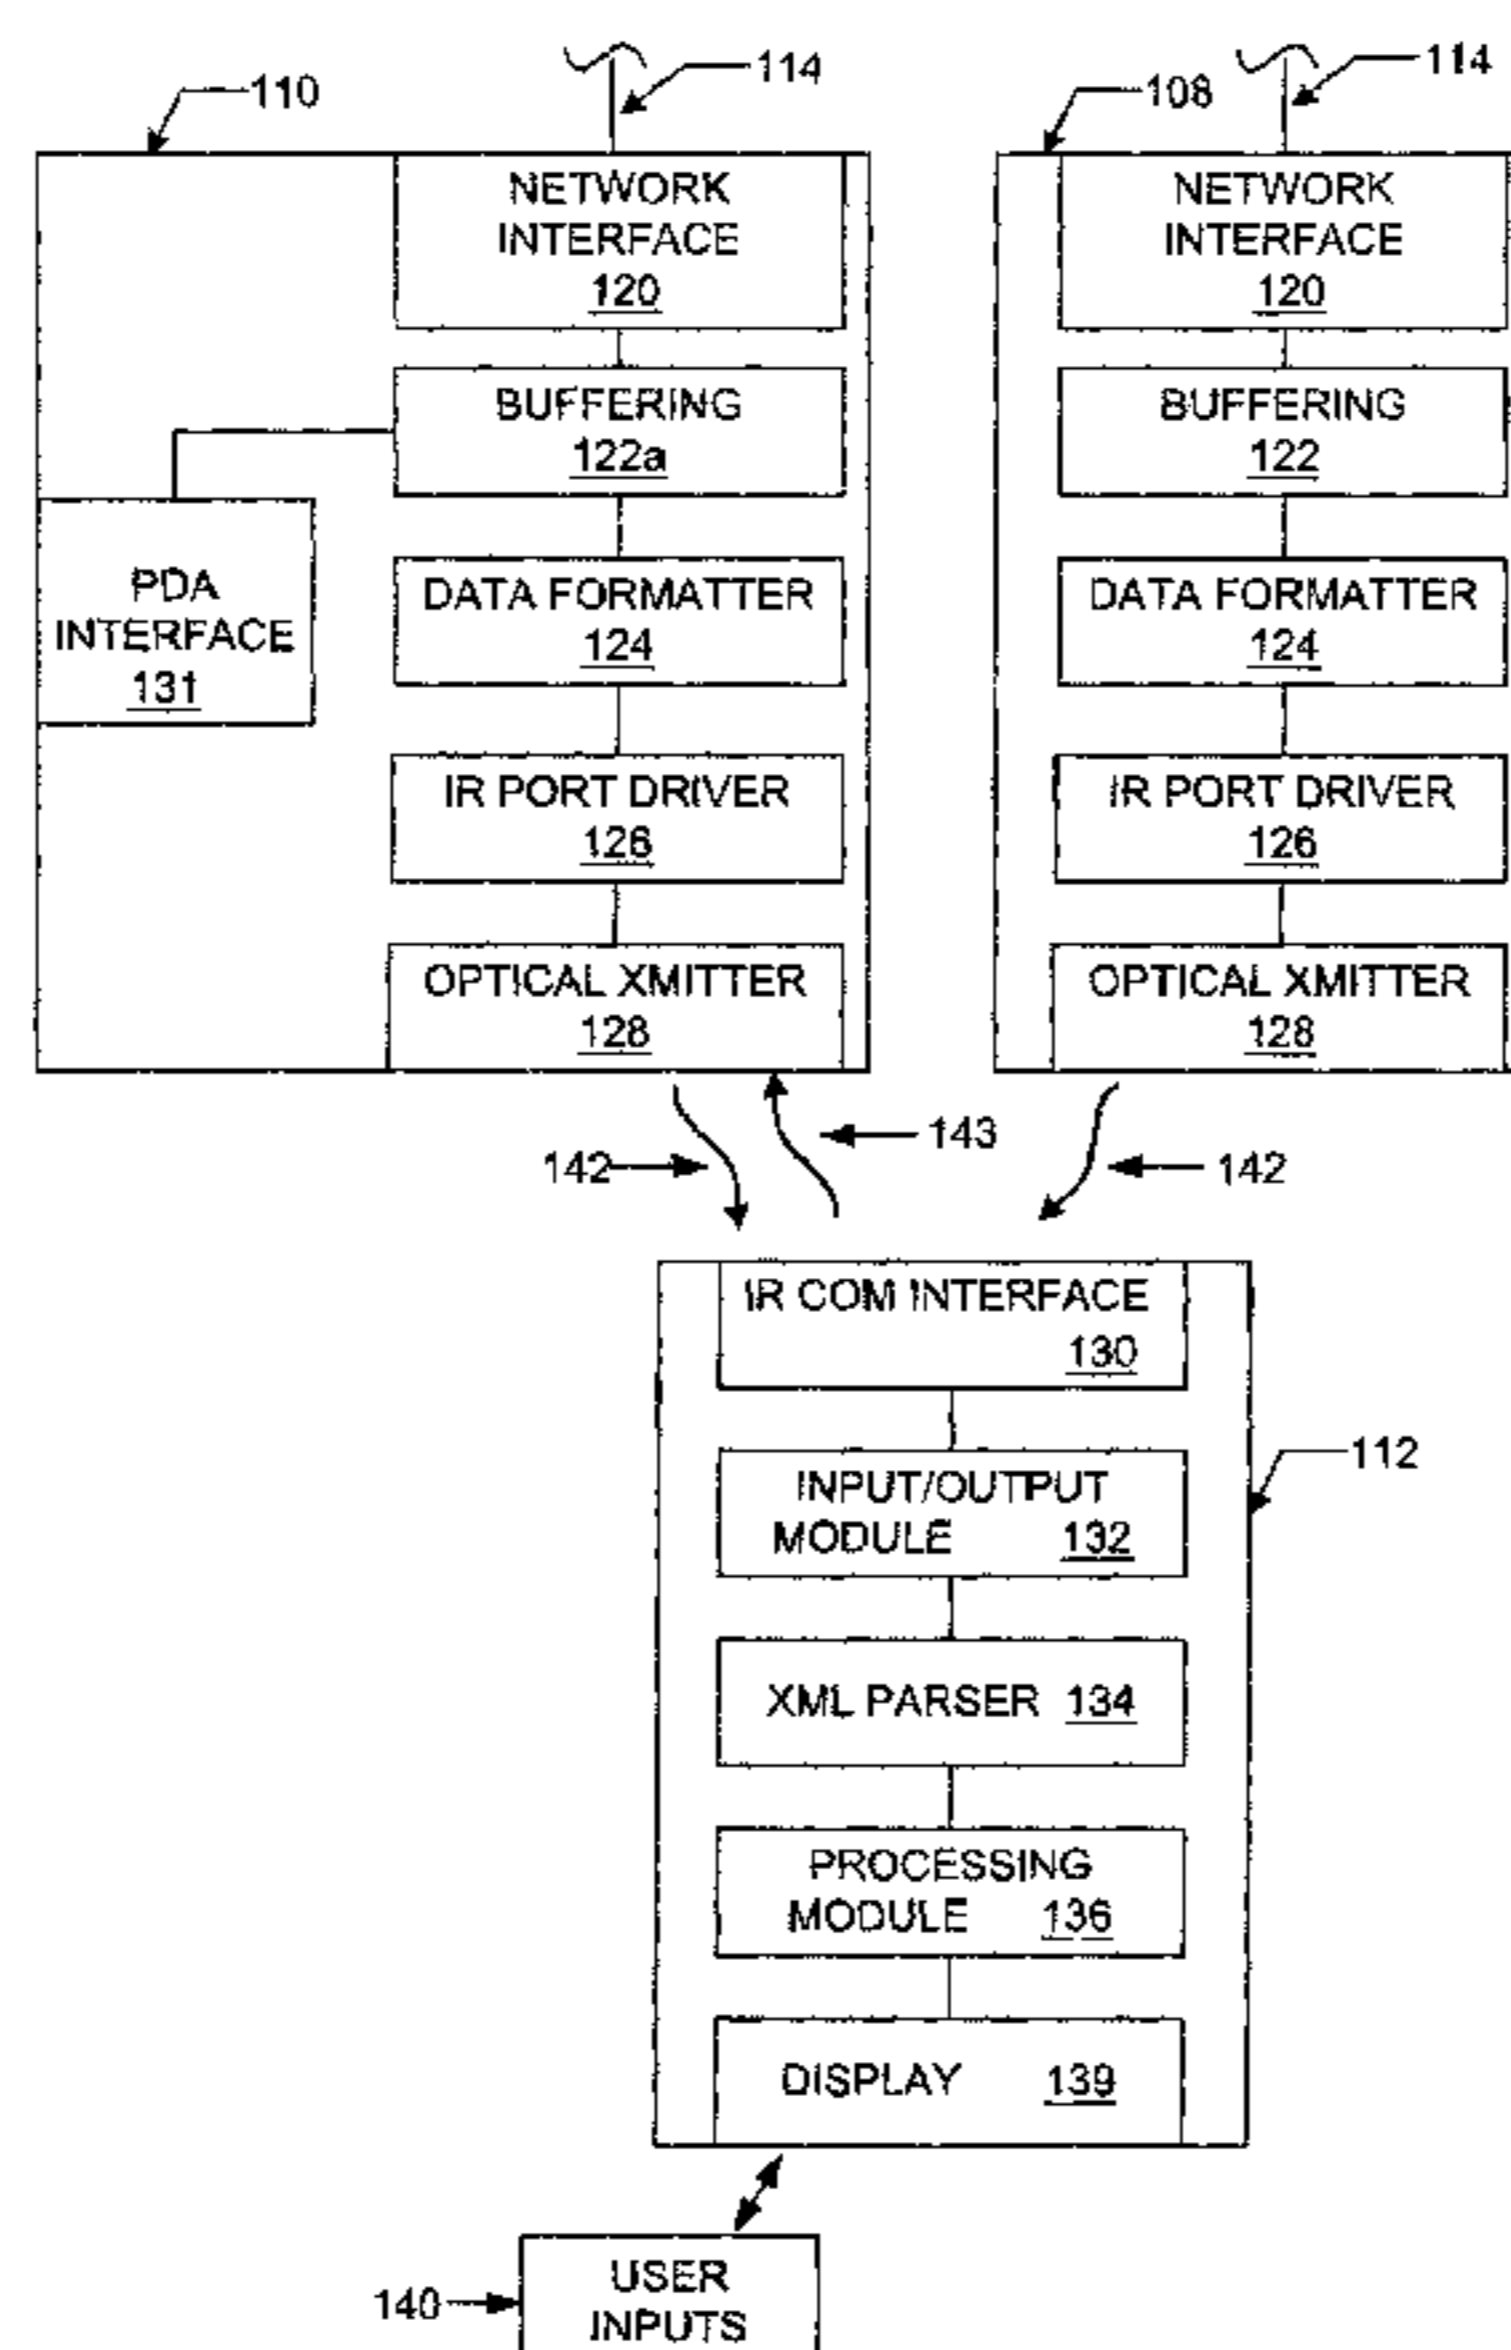 110
114
108
114
NETWORK
INTERFACE
120
NETWORK
INTERFACE
120
BUFFERING
122a
BUFFERING
122
PDA
INTERFACE
131
DATA FORMATTER
124
DATA FORMATTER
124
IR PORT DRIVER
126
IR PORT DRIVER
126
OPTICAL XMITTER
128
OPTICAL XMITTER
128
142
143
142
IR COM INTERFACE
130
112
INPUT/OUTPUT
MODULE 132
XML PARSER 134
PROCESSING
MODULE 136
DISPLAY 139
140
USER
INPUTS